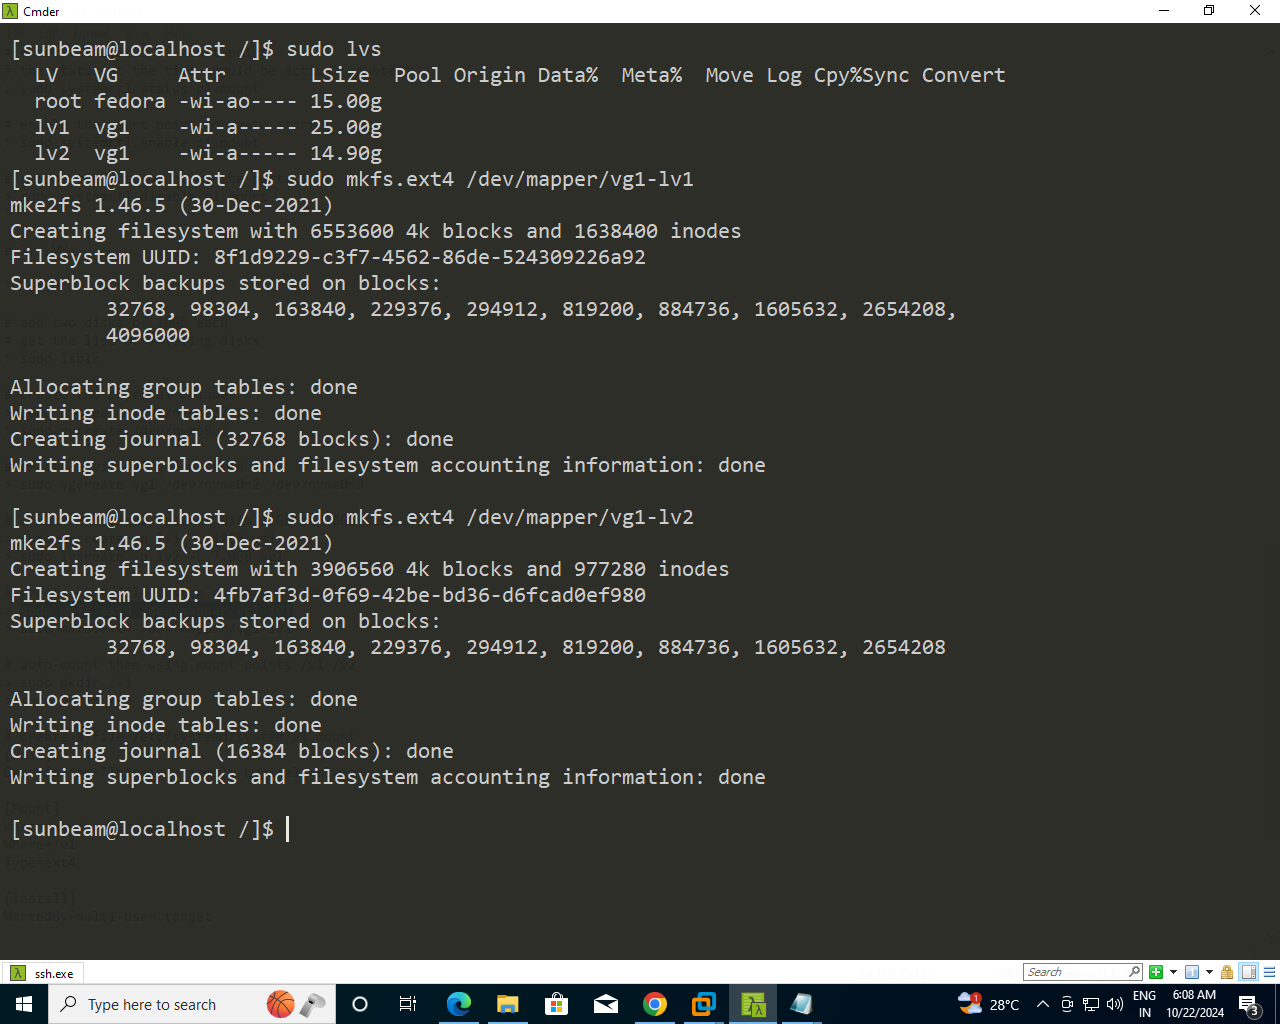 Cmder
[sunbeam@localhost /]$ sudo lvs
  LV   VG     Attr       LSize  Pool Origin Data%  Meta%  Move Log Cpy%Sync Convert
  root fedora -wi-ao---- 15.00g
  lv1  vg1    -wi-a----- 25.00g
  lv2  vg1    -wi-a----- 14.90g
[sunbeam@localhost /]$ sudo mkfs.ext4 /dev/mapper/vg1-lv1
mke2fs 1.46.5 (30-Dec-2021)
Creating filesystem with 6553600 4k blocks and 1638400 inodes
Filesystem UUID: 8f1d9229-c3f7-4562-86de-524309226a92
Superblock backups stored on blocks:
        32768, 98304, 163840, 229376, 294912, 819200, 884736, 1605632, 2654208,
        4096000
Allocating group tables: done
Writing inode tables: done
Creating journal (32768 blocks): done
Writing superblocks and filesystem accounting information: done
[sunbeam@localhost /]$ sudo mkfs.ext4 /dev/mapper/vg1-lv2
mke2fs 1.46.5 (30-Dec-2021)
Creating filesystem with 3906560 4k blocks and 977280 inodes
Filesystem UUID: 4fb7af3d-0f69-42be-bd36-d6fcad0ef980
Superblock backups stored on blocks:
        32768, 98304, 163840, 229376, 294912, 819200, 884736, 1605632, 2654208
Allocating group tables: done
Writing inode tables: done
Creating journal (16384 blocks): done
Writing superblocks and filesystem accounting information: done
[sunbeam@localhost /]$
[Install]
WantedBy=multi-user.target
ssh.exe
Search
Type here to search
1
28°C
ENG
IN
6:08 AM
10/22/2024
3